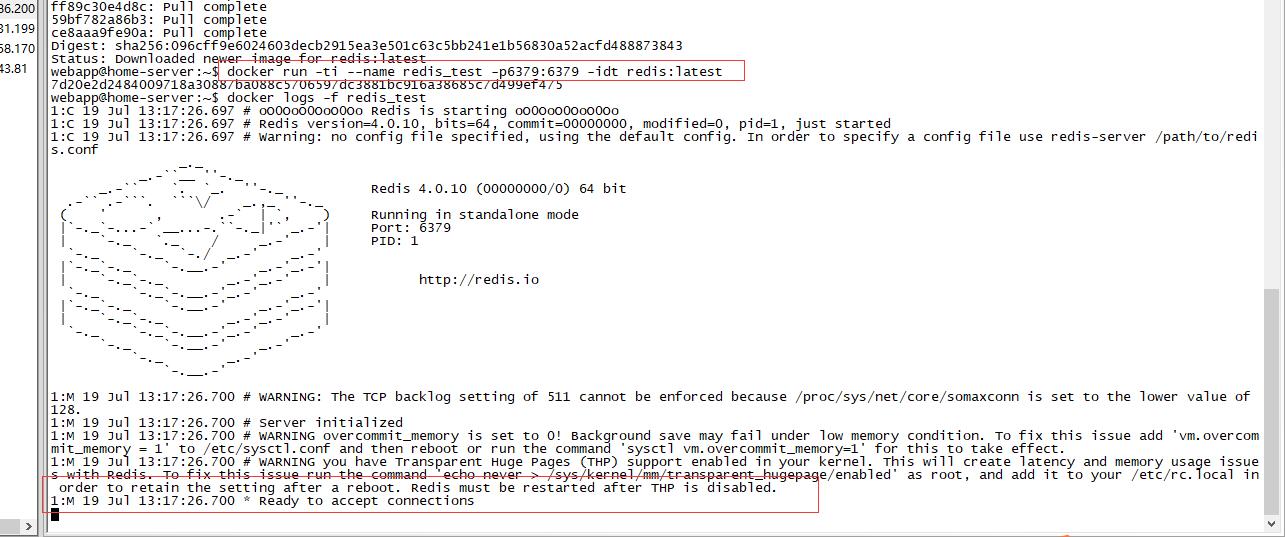 36.200
31.199
58.170
43.81
ff89c30e4d8c: Pull complete
59bf782a86b3: Pull complete
ce8aaa9fe90a: Pull complete
Digest: sha256:096cff9e6024603decb2915ea3e501c63c5bb241e1b56830a52acfd488873843
Status: Downloaded newer image for redis:latest
webapp@home-server:~$ docker run -ti --name redis_test -p6379:6379 -idt redis:latest
7d20e2d2484009718a30887ba088c5706597dc3881bc916a38685c7d499ef475
webapp@home-server:~$ docker logs -f redis_test
1:C 19 Jul 13:17:26.697 # oO0OoO0OoO0Oo Redis is starting oO0OoO0OoO0Oo
1:C 19 Jul 13:17:26.697 # Redis version=4.0.10, bits=64, commit=00000000, modified=0, pid=1, just started
1:C 19 Jul 13:17:26.697 # Warning: no config file specified, using the default config. In order to specify a config file use redis-server /path/to/redi
s.conf
Redis 4.0.10 (00000000/0) 64 bit
Running in standalone mode
Port: 6379
PID: 1
http://redis.io
1:M 19 Jul 13:17:26.700 # WARNING: The TCP backlog setting of 511 cannot be enforced because /proc/sys/net/core/somaxconn is set to the lower value of
128.
1:M 19 Jul 13:17:26.700 # Server initialized
1:M 19 Jul 13:17:26.700 # WARNING overcommit_memory is set to 0! Background save may fail under low memory condition. To fix this issue add 'vm.overcom
mit_memory = 1' to /etc/sysctl.conf and then reboot or run the command 'sysctl vm.overcommit_memory=1' for this to take effect.
1:M 19 Jul 13:17:26.700 # WARNING you have Transparent Huge Pages (THP) support enabled in your kernel. This will create latency and memory usage issue
s with Redis. To fix this issue run the command 'echo never > /sys/kernel/mm/transparent_hugepage/enabled' as root, and add it to your /etc/rc.local in
order to retain the setting after a reboot. Redis must be restarted after THP is disabled.
1:M 19 Jul 13:17:26.700 * Ready to accept connections